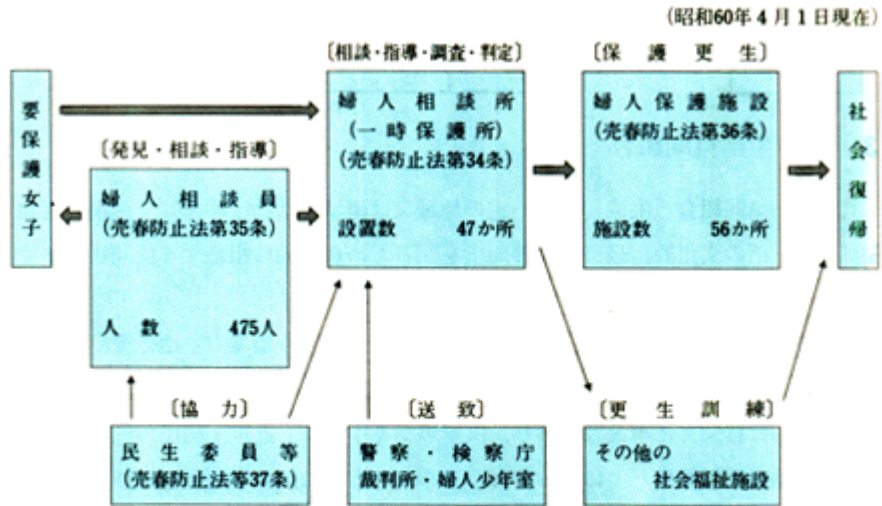 (昭和60年4月1日現在)
〔相談・指導・調査・判定〕
〔保護更生〕
要保護女子
婦人相談所
(一時保護所)
(売春防止法第34条)
設置数 47か所
婦人保護施設
(売春防止法第36条)
施設数 56か所
社会復帰
〔発見・相談・指導〕
婦人相談員
(売春防止法第35条)
人数 475人
〔協力〕
〔送致〕
〔更生訓練〕
民生委員等
(売春防止法等37条)
警察・検察庁
裁判所・婦人少年室
その他の
社会福祉施設